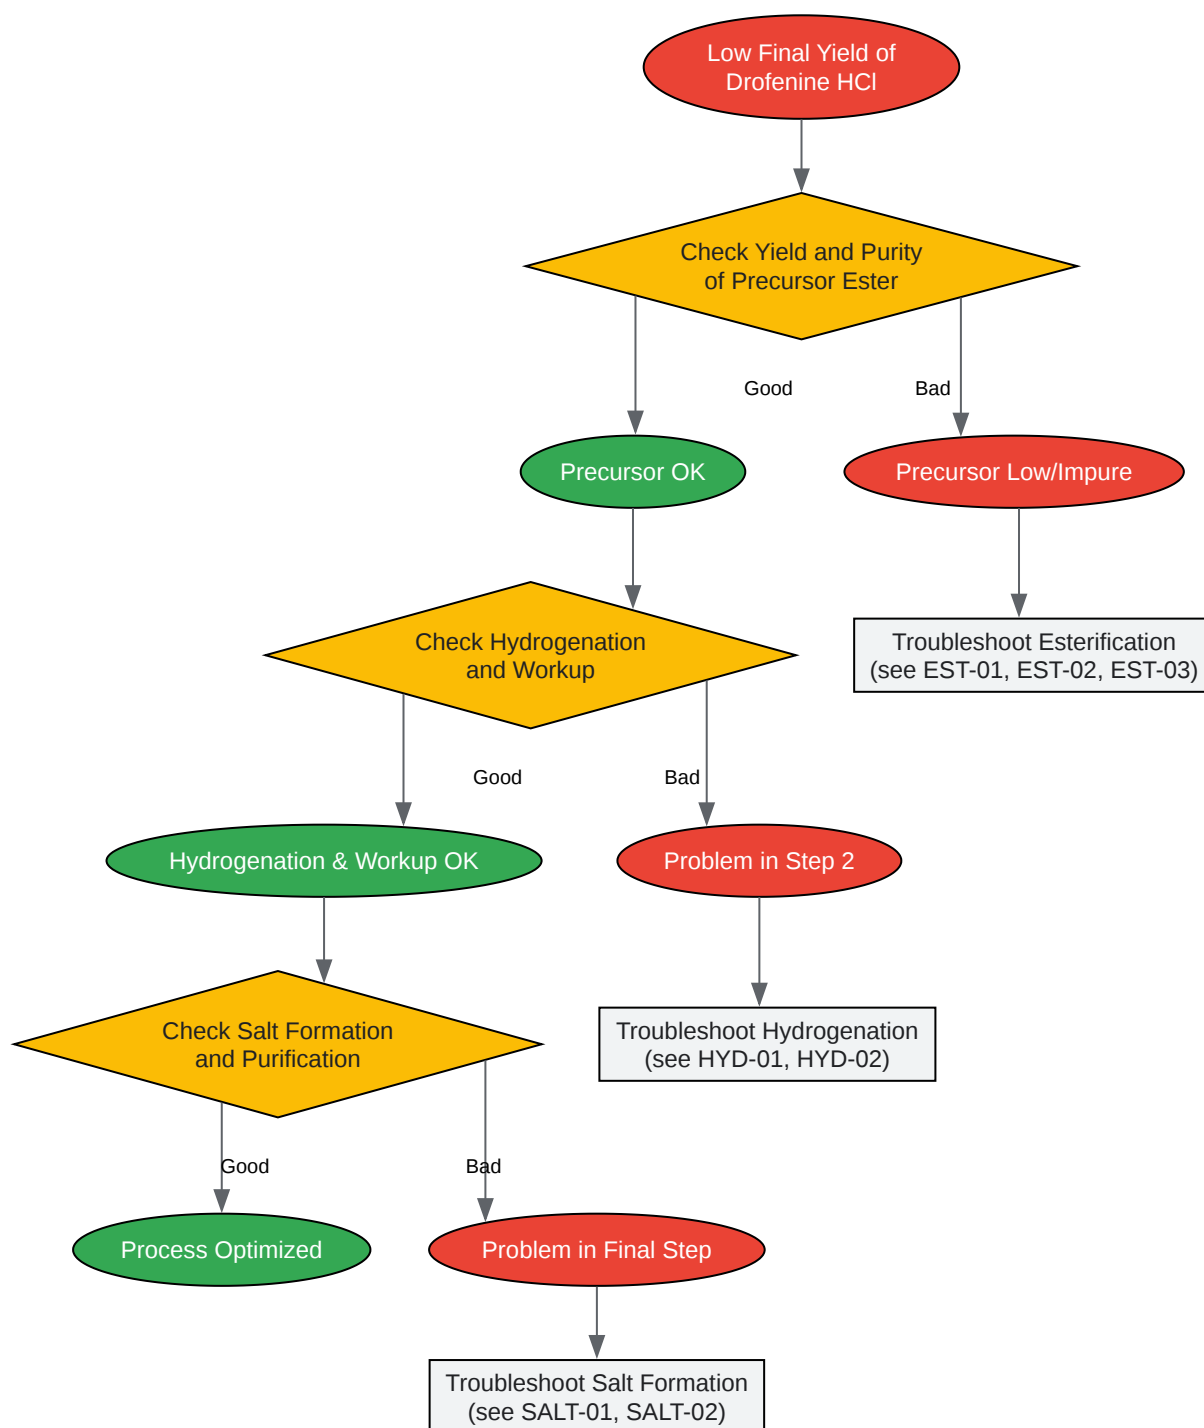 Low Final Yield of
Drofenine HCl
Check Yield and Purity
of Precursor Ester
Good
Bad
Precursor OK
Precursor Low/Impure
Check Hydrogenation
and Workup
Troubleshoot Esterification
(see EST-01, EST-02, EST-03)
Good
Bad
Hydrogenation & Workup OK
Problem in Step 2
Check Salt Formation
and Purification
Troubleshoot Hydrogenation
(see HYD-01, HYD-02)
Good
Bad
Process Optimized
Problem in Final Step
Troubleshoot Salt Formation
(see SALT-01, SALT-02)